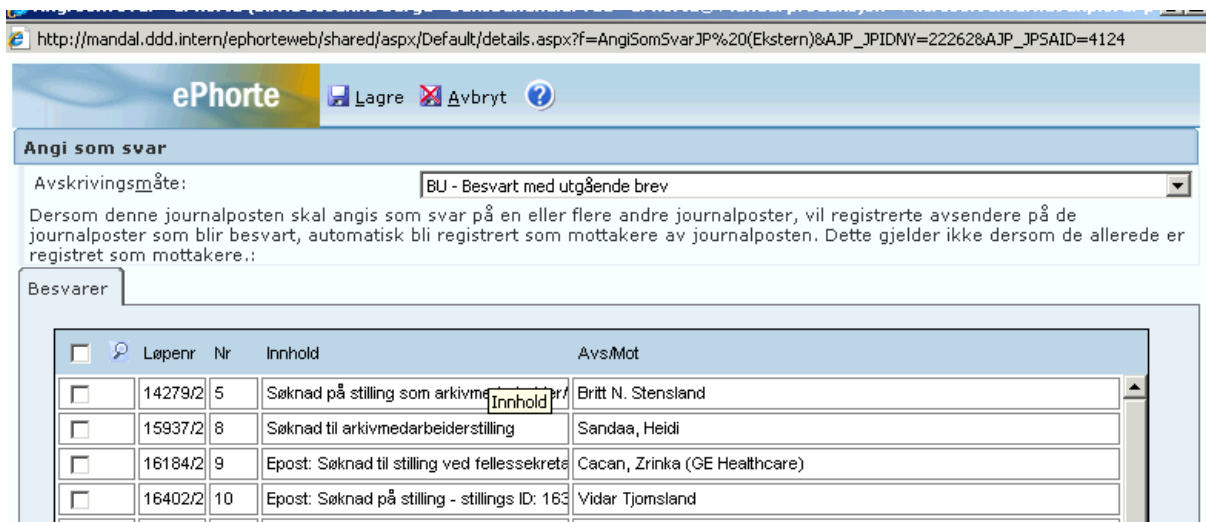 http://mandal.ddd.intern/ephorteweb/shared/aspx/Default/details.aspx?f=AngiSomSvarJP%20(Ekstern)&AJP_JPIDNY=22262&AJP_JPSAID=4124
ePhorte Lagre Avbryt ?
Angi som svar
Avskrivingsmåte: BU - Besvart med utgående brev
Dersom denne journalposten skal angis som svar på en eller flere andre journalposter, vil registrerte avsendere på de
journalposter som blir besvart, automatisk bli registrert som mottakere av journalposten. Dette gjelder ikke dersom de allerede er
registret som mottakere.:
Besvarer
Løpenr Nr Innhold Avs/Mot
14279/2 5 Søknad på stilling som Britt N. Stensland
Innhold
15937/2 8 Søknad til arkivmedarbeiderstilling Sandaa, Heidi
16184/2 9 Epost: Søknad til stilling ved fellessekreta Cacan, Zrinka (GE Healthcare)
16402/2 10 Epost: Søknad på stilling - stillings ID: 163 Vidar Tjomsland